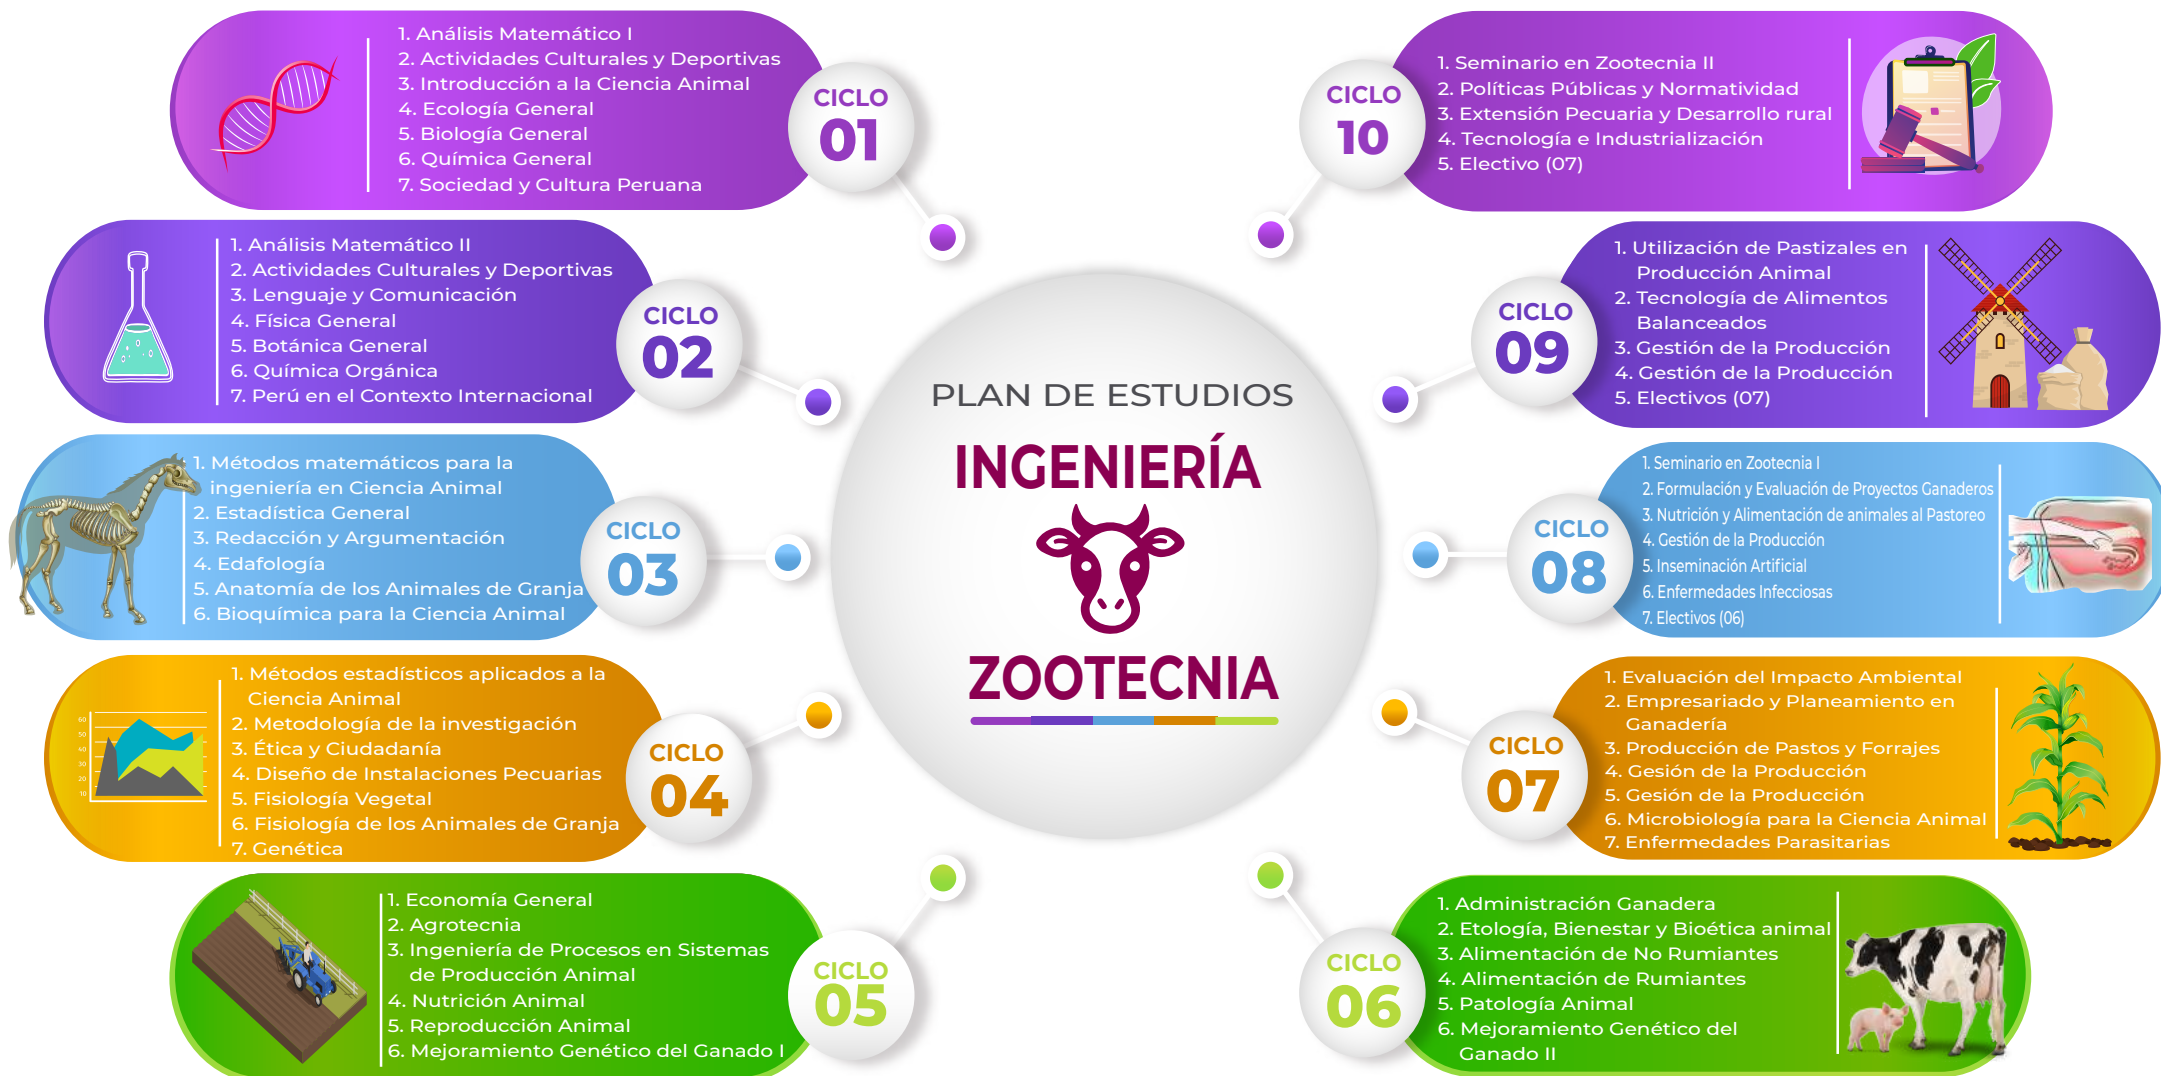 PLAN DE ESTUDIOS
INGENIERÍA
ZOOTECNIA
CICLO
01
1. Análisis Matemático I
2. Actividades Culturales y Deportivas
3. Introducción a la Ciencia Animal
4. Ecología General
5. Biología General
6. Química General
7. Sociedad y Cultura Peruana
CICLO
02
1. Análisis Matemático II
2. Actividades Culturales y Deportivas
3. Lenguaje y Comunicación
4. Física General
5. Botánica General
6. Química Orgánica
7. Perú en el Contexto Internacional
CICLO
03
1. Métodos matemáticos para la
ingeniería en Ciencia Animal
2. Estadística General
3. Redacción y Argumentación
4. Edafología
5. Anatomía de los Animales de Granja
6. Bioquímica para la Ciencia Animal
CICLO
04
1. Métodos estadísticos aplicados a la
Ciencia Animal
2. Metodología de la investigación
3. Ética y Ciudadanía
4. Diseño de Instalaciones Pecuarias
5. Fisiología Vegetal
6. Fisiología de los Animales de Granja
7. Genética
60
50
40
30
20
10
CICLO
05
1. Economía General
2. Agrotecnia
3. Ingeniería de Procesos en Sistemas
de Producción Animal
4. Nutrición Animal
5. Reproducción Animal
6. Mejoramiento Genético del Ganado I
CICLO
06
1. Administración Ganadera
2. Etología, Bienestar y Bioética animal
3. Alimentación de No Rumiantes
4. Alimentación de Rumiantes
5. Patología Animal
6. Mejoramiento Genético del
Ganado II
CICLO
07
1. Evaluación del Impacto Ambiental
2. Empresariado y Planeamiento en
Ganadería
3. Producción de Pastos y Forrajes
4. Gesión de la Producción
5. Gesión de la Producción
6. Microbiología para la Ciencia Animal
7. Enfermedades Parasitarias
CICLO
08
1. Seminario en Zootecnia I
2. Formulación y Evaluación de Proyectos Ganaderos
3. Nutrición y Alimentación de animales al Pastoreo
4. Gestión de la Producción
5. Inseminación Artificial
6. Enfermedades Infecciosas
7. Electivos (06)
CICLO
09
1. Utilización de Pastizales en
Producción Animal
2. Tecnología de Alimentos
Balanceados
3. Gestión de la Producción
4. Gestión de la Producción
5. Electivos (07)
CICLO
10
1. Seminario en Zootecnia II
2. Políticas Públicas y Normatividad
3. Extensión Pecuaria y Desarrollo rural
4. Tecnología e Industrialización
5. Electivo (07)